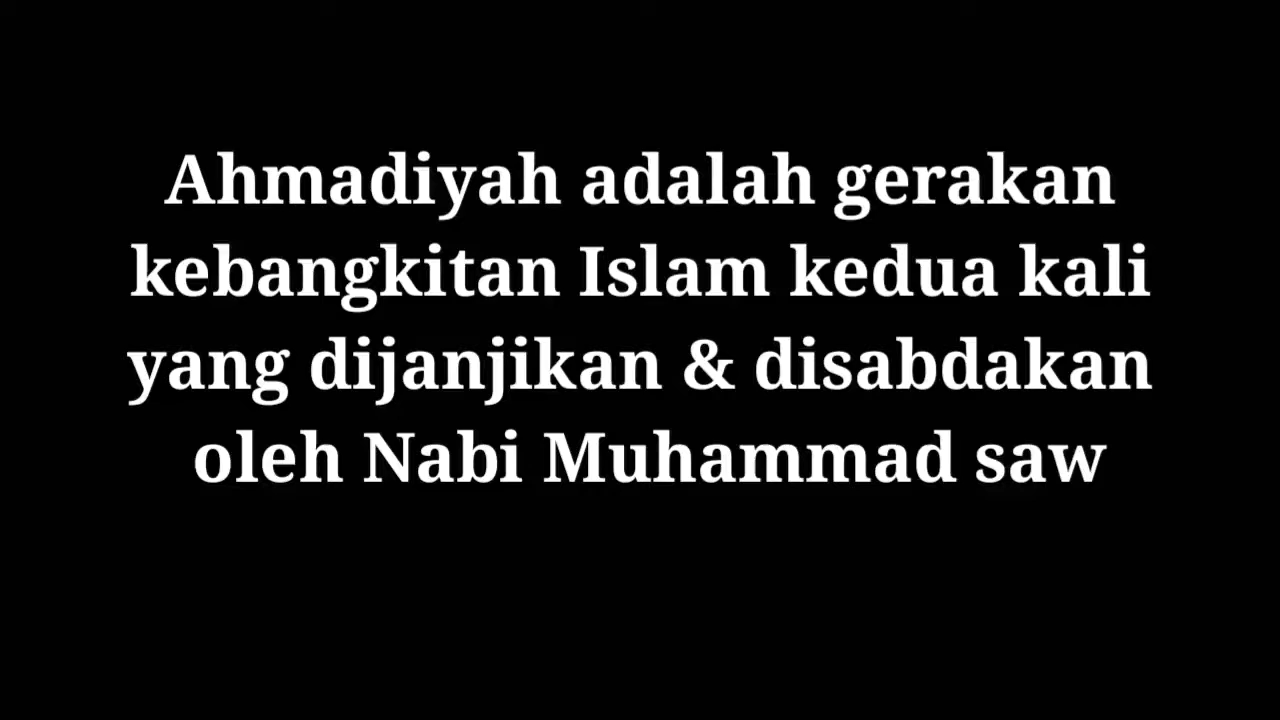 Ahmadiyah adalah gerakan
kebangkitan Islam kedua kali
yang dijanjikan & disabdakan
oleh Nabi Muhammad saw